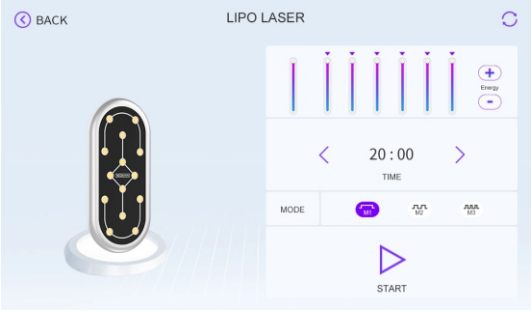 BACK
LIPO LASER
Energy
20 : 00
TIME
MODE
M1
M2
M3
START